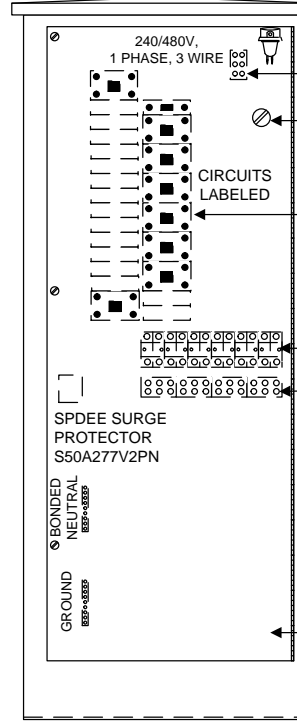 240/480V,
1 PHASE, 3 WIRE
CIRCUITS
LABELED
SPDEE SURGE
PROTECTOR
S50A277V2PN
BONDED
NEUTRAL
GROUND